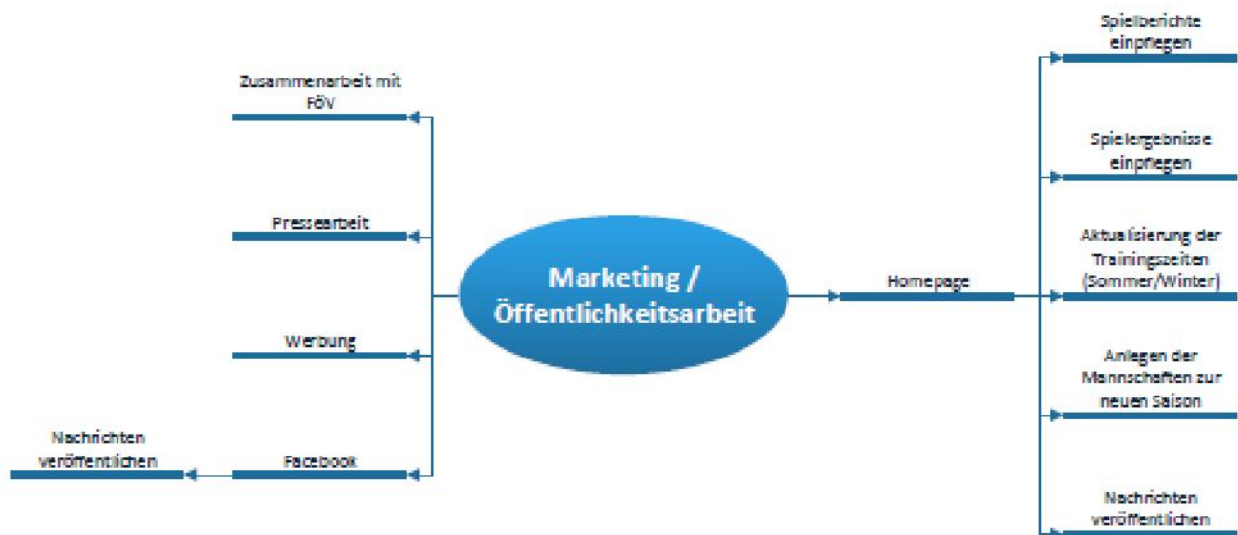 Zusammenarbeit mit
FöV
Pressearbeit
Werbung
Facebook
Nachrichten
veröffentlichen
Marketing /
Öffentlichkeitsarbeit
Homepage
Spielberichte
einpflegen
Spielergebnisse
einpflegen
Aktualisierung der
Trainingszeiten
(Sommer/Winter)
Anlegen der
Mannschaften zur
neuen Saison
Nachrichten
veröffentlichen